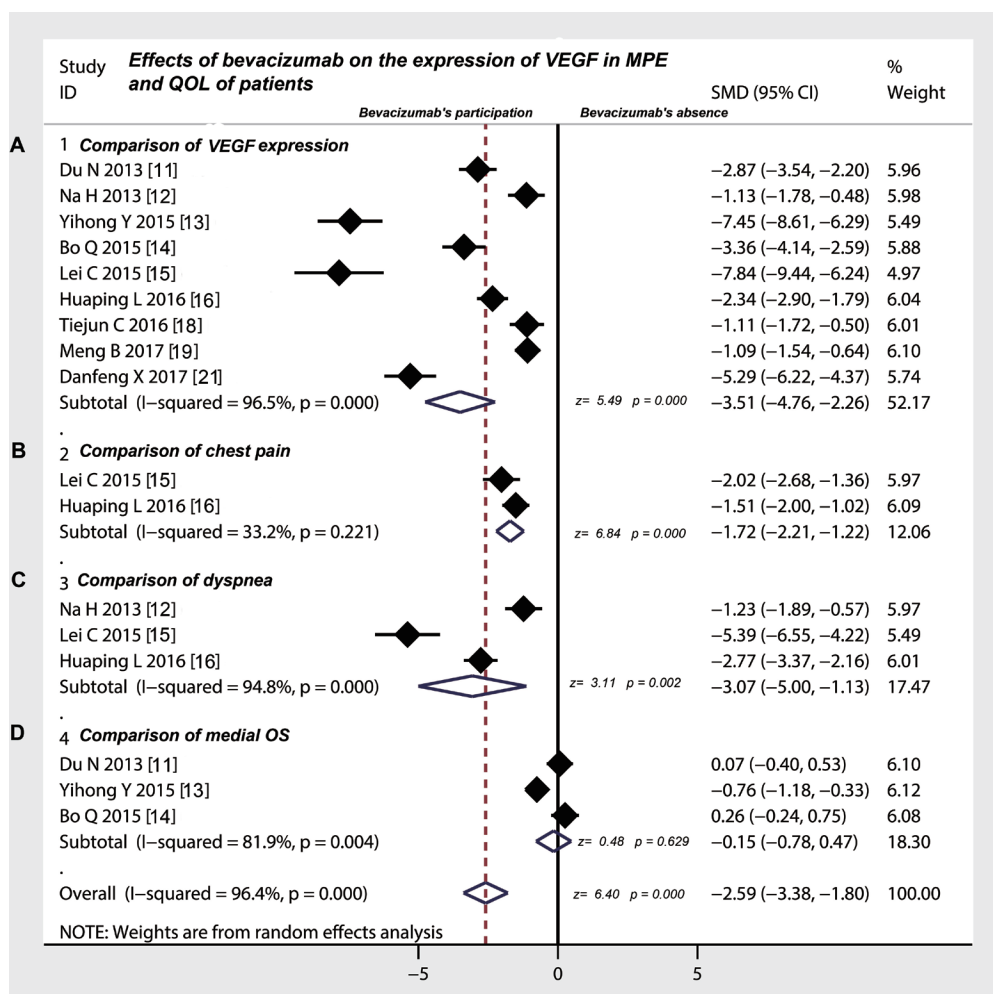 Study Effects of bevacizumab on the expression of VEGF in MPE %
ID and QOL of patients SMD (95% CI) Weight
Bevacizumab's participation Bevacizumab's absence
A 1 Comparison of VEGF expression
Du N 2013 [11] −2.87 (−3.54, −2.20) 5.96
Na H 2013 [12] −1.13 (−1.78, −0.48) 5.98
Yihong Y 2015 [13] −7.45 (−8.61, −6.29) 5.49
Bo Q 2015 [14] −3.36 (−4.14, −2.59) 5.88
Lei C 2015 [15] −7.84 (−9.44, −6.24) 4.97
Huaping L 2016 [16] −2.34 (−2.90, −1.79) 6.04
Tiejun C 2016 [18] −1.11 (−1.72, −0.50) 6.01
Meng B 2017 [19] −1.09 (−1.54, −0.64) 6.10
Danfeng X 2017 [21] −5.29 (−6.22, −4.37) 5.74
Subtotal (I−squared = 96.5%, p = 0.000) z= 5.49 p = 0.000 −3.51 (−4.76, −2.26) 52.17
.
B 2 Comparison of chest pain
Lei C 2015 [15] −2.02 (−2.68, −1.36) 5.97
Huaping L 2016 [16] −1.51 (−2.00, −1.02) 6.09
Subtotal (I−squared = 33.2%, p = 0.221) z= 6.84 p = 0.000 −1.72 (−2.21, −1.22) 12.06
.
C 3 Comparison of dyspnea
Na H 2013 [12] −1.23 (−1.89, −0.57) 5.97
Lei C 2015 [15] −5.39 (−6.55, −4.22) 5.49
Huaping L 2016 [16] −2.77 (−3.37, −2.16) 6.01
Subtotal (I−squared = 94.8%, p = 0.000) z= 3.11 p = 0.002 −3.07 (−5.00, −1.13) 17.47
.
D 4 Comparison of medial OS
Du N 2013 [11] 0.07 (−0.40, 0.53) 6.10
Yihong Y 2015 [13] −0.76 (−1.18, −0.33) 6.12
Bo Q 2015 [14] 0.26 (−0.24, 0.75) 6.08
Subtotal (I−squared = 81.9%, p = 0.004) z= 0.48 p = 0.629 −0.15 (−0.78, 0.47) 18.30
.
Overall (I−squared = 96.4%, p = 0.000) z= 6.40 p = 0.000 −2.59 (−3.38, −1.80) 100.00
NOTE: Weights are from random effects analysis
−5 0 5